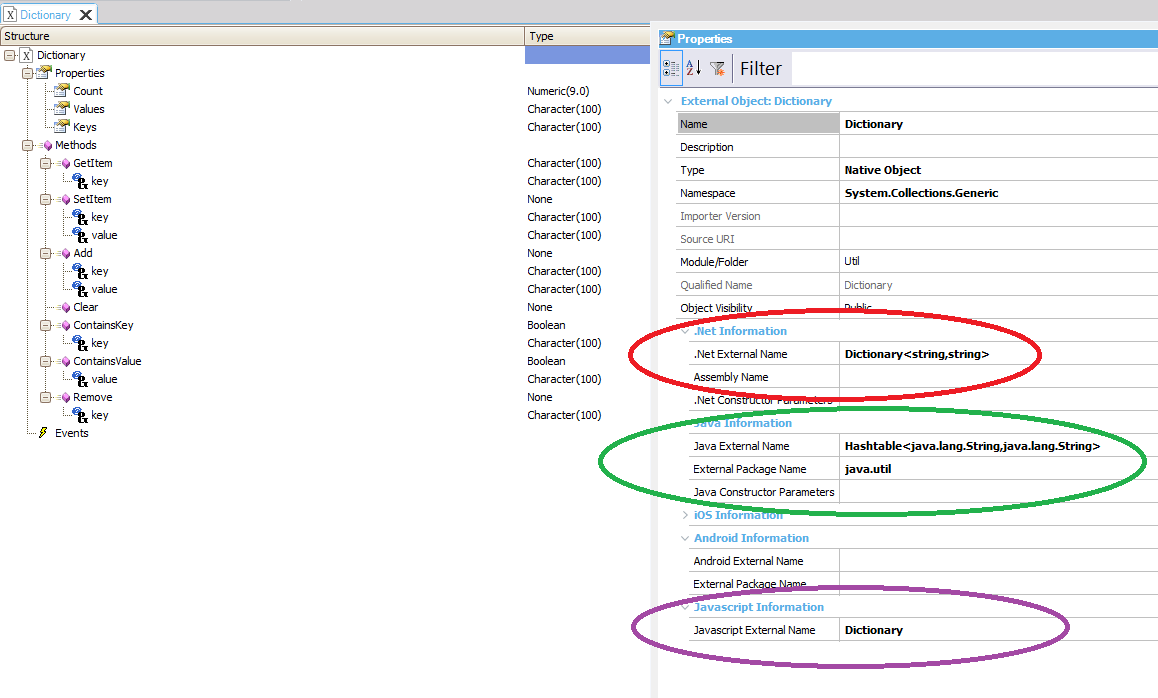 Dictionary
Structure
Type
Dictionary
Properties
Count
Numeric(9.0)
Values
Character(100)
Keys
Character(100)
Methods
GetItem
Character(100)
key
Character(100)
SetItem
None
key
Character(100)
value
Character(100)
Add
None
key
Character(100)
value
Character(100)
Clear
None
ContainsKey
Boolean
key
Character(100)
ContainsValue
Boolean
value
Character(100)
Remove
None
key
Character(100)
Events
Properties
Filter
External Object: Dictionary
Name
Dictionary
Description
Type
Native Object
Namespace
System.Collections.Generic
Importer Version
Source URI
Module/Folder
Util
Qualified Name
Dictionary
Object Visibility
Public
.Net Information
.Net External Name
Dictionary<string,string>
Assembly Name
.Net Constructor Parameters
Java Information
Java External Name
Hashtable<java.lang.String,java.lang.String>
External Package Name
java.util
Java Constructor Parameters
iOS Information
Android Information
Android External Name
External Package Name
Javascript Information
Javascript External Name
Dictionary